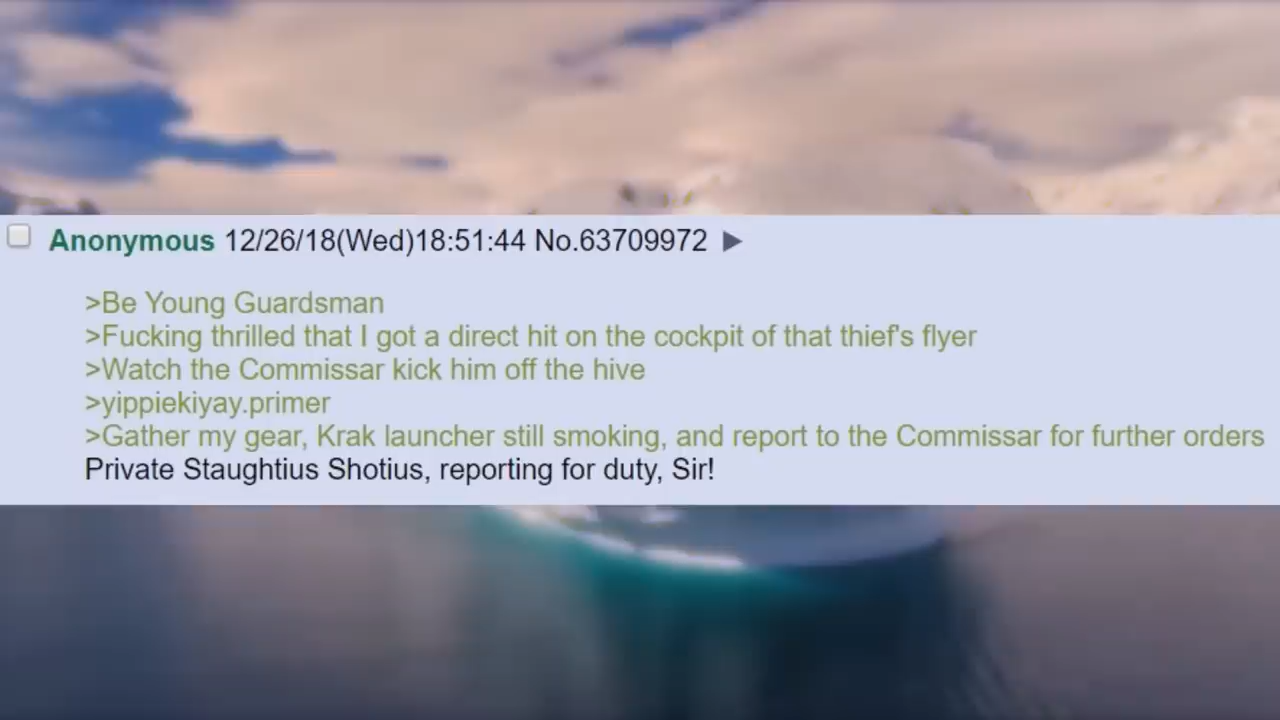 Anonymous 12/26/18(Wed)18:51:44 No.63709972 ▶
>Be Young Guardsman
>Fucking thrilled that I got a direct hit on the cockpit of that thief's flyer
>Watch the Commissar kick him off the hive
>yippiekiyay.primer
>Gather my gear, Krak launcher still smoking, and report to the Commissar for further orders
Private Staughtius Shotius, reporting for duty, Sir!